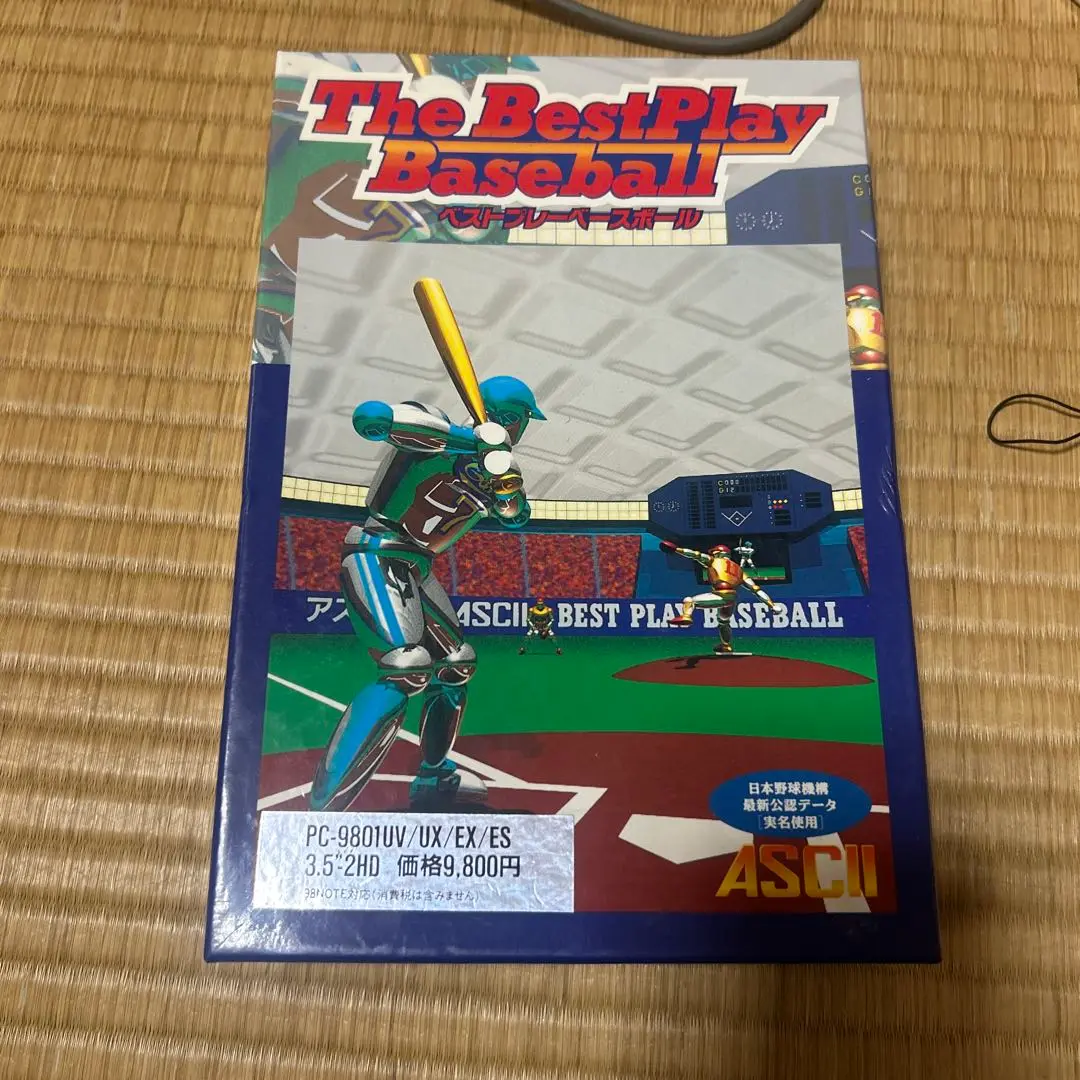 The BestPlay
Baseball
ベストプレーベースボール
アス
ASCII BEST PLAY BASEBALL
日本野球機構
最新公認データ
[実名使用]
PC-9801UV/UX/EX/ES
3.5"-2HD 価格9,800円
98NOTE対応(消費税は含みません)
ASCII